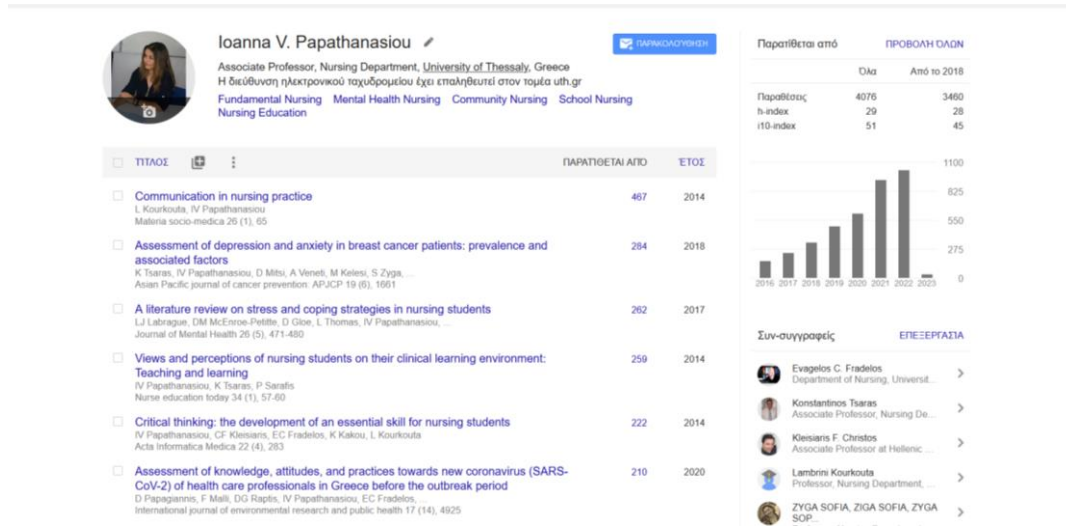 Ioanna V. Papathanasiou
Associate Professor, Nursing Department, University of Thessaly, Greece
Η διεύθυνση ηλεκτρονικού ταχυδρομείου έχει επαληθευτεί στον τομέα uth.gr
Fundamental Nursing Mental Health Nursing Community Nursing School Nursing
Nursing Education
ΠΑΡΑΚΟΛΟΥΘΗΣΗ
ΤΙΤΛΟΣ ΠΑΡΑΤΙΘΕΤΑΙ ΑΠΌ ΈΤΟΣ
Communication in nursing practice 467 2014
L Kourkouta, IV Papathanasiou
Materia socio-medica 26 (1), 65
Assessment of depression and anxiety in breast cancer patients: prevalence and 284 2018
associated factors
K Tsaras, IV Papathanasiou, D Mitsi, A Veneti, M Kelesi, S Zyga, ...
Asian Pacific journal of cancer prevention: APJCP 19 (6), 1661
A literature review on stress and coping strategies in nursing students 262 2017
LJ Labrague, DM McEnroe-Petitte, D Gloe, L Thomas, IV Papathanasiou, ...
Journal of Mental Health 26 (5), 471-480
Views and perceptions of nursing students on their clinical learning environment: 259 2014
Teaching and learning
IV Papathanasiou, K Tsaras, P Sarafis
Nurse education today 34 (1), 57-60
Critical thinking: the development of an essential skill for nursing students 222 2014
IV Papathanasiou, CF Kleisiaris, EC Fradelos, K Kakou, L Kourkouta
Acta Informatica Medica 22 (4), 283
Assessment of knowledge, attitudes, and practices towards new coronavirus (SARS- 210 2020
CoV-2) of health care professionals in Greece before the outbreak period
D Papagiannis, F Malli, DG Raptis, IV Papathanasiou, EC Fradelos, ...
International journal of environmental research and public health 17 (14), 4925
Παρατίθεται από ΠΡΟΒΟΛΉ ΌΛΩΝ
Όλα Από το 2018
Παραθέσεις 4076 3460
h-index 29 28
i10-index 51 45
1100
825
550
275
0
2016 2017 2018 2019 2020 2021 2022 2023
Συν-συγγραφείς ΕΠΕΞΕΡΓΑΣΊΑ
Evagelos C. Fradelos
Department of Nursing, Universit...
Konstantinos Tsaras
Associate Professor, Nursing De...
Kleisiaris F. Christos
Associate Professor at Hellenic ...
Lambrini Kourkouta
Professor, Nursing Department, ...
ZYGA SOFIA, ZIGA SOFIA, ZYGA
SOP...